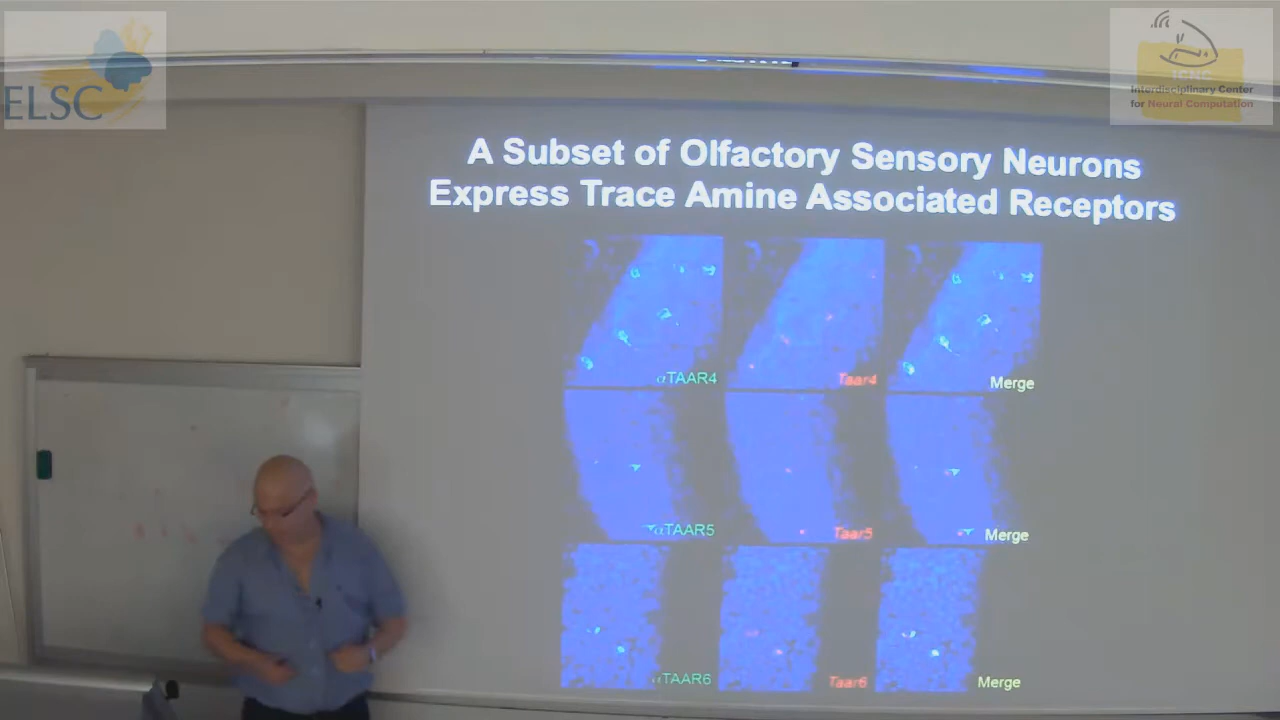 ELSC
ICNC
Interdisciplinary Center
for Neural Computation
A Subset of Olfactory Sensory Neurons
Express Trace Amine Associated Receptors
αTAAR4
Taar4
Merge
αTAAR5
Taar5
Merge
αTAAR6
Taar6
Merge